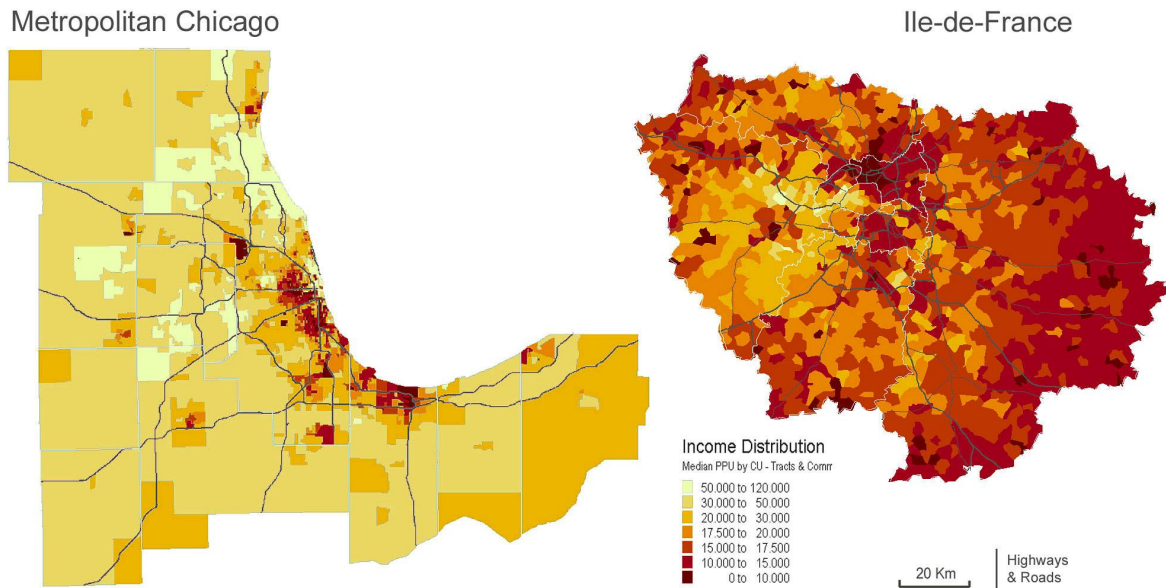 Metropolitan Chicago
Ile-de-France
Income Distribution
Median PPU by CU - Tracts & Comrr
50.000 to 120.000
30.000 to 50.000
20.000 to 30.000
17.500 to 20.000
15.000 to 17.500
10.000 to 15.000
0 to 10.000
20 Km
Highways
& Roads